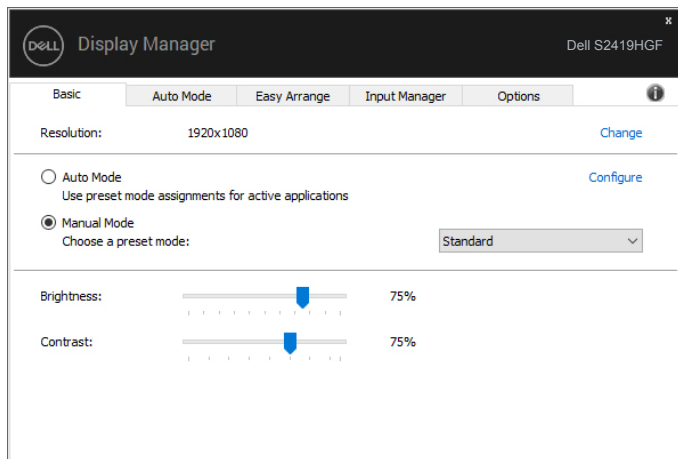 x
DELL Display Manager Dell S2419HGF
Basic Auto Mode Easy Arrange Input Manager Options i
Resolution: 1920x1080 Change
Auto Mode Configure
Use preset mode assignments for active applications
Manual Mode
Choose a preset mode: Standard
Brightness: 75%
Contrast: 75%